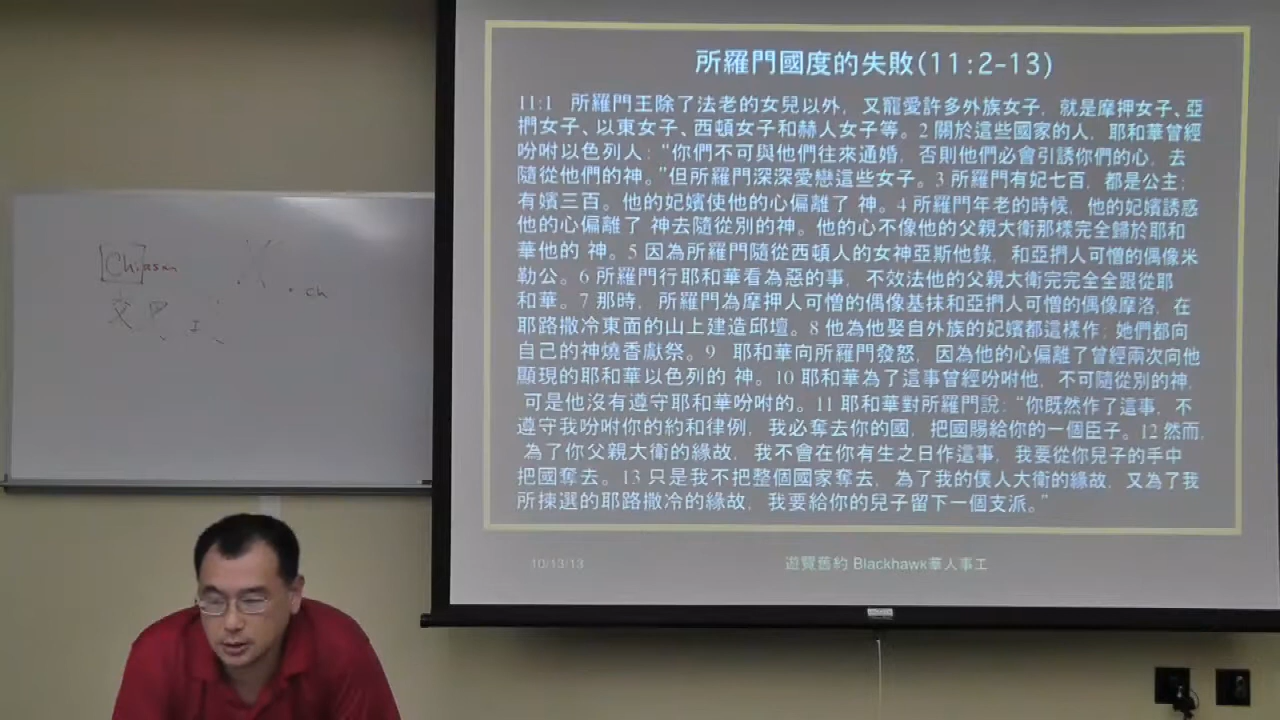 所羅門國度的失敗(11:2-13)
11:1 所羅門王除了法老的女兒以外，又寵愛許多外族女子，就是摩押女子、亞
捫女子、以東女子、西頓女子和赫人女子等。2 關於這些國家的人，耶和華曾經
吩咐以色列人：“你們不可與他們往來通婚，否則他們必會引誘你們的心，去
隨從他們的神。”但所羅門深深愛戀這些女子。3 所羅門有妃七百，都是公主；
有嬪三百。他的妃嬪使他的心偏離了 神。4 所羅門年老的時候，他的妃嬪誘惑
他的心偏離了 神去隨從別的神。他的心不像他的父親大衛那樣完全歸於耶和
華他的 神。5 因為所羅門隨從西頓人的女神亞斯他錄，和亞捫人可憎的偶像米
勒公。6 所羅門行耶和華看為惡的事，不效法他的父親大衛完完全全跟從耶
和華。7 那時，所羅門為摩押人可憎的偶像基抹和亞捫人可憎的偶像摩洛，在
耶路撒冷東面的山上建造邱壇。8 他為他娶自外族的妃嬪都這樣作；她們都向
自己的神燒香獻祭。9 耶和華向所羅門發怒，因為他的心偏離了曾經兩次向他
顯現的耶和華以色列的 神。10 耶和華為了這事曾經吩咐他，不可隨從別的神，
可是他沒有遵守耶和華吩咐的。11 耶和華對所羅門說：“你既然作了這事，不
遵守我吩咐你的約和律例，我必奪去你的國，把國賜給你的一個臣子。12 然而，
為了你父親大衛的緣故，我不會在你有生之日作這事，我要從你兒子的手中
把國奪去。13 只是我不把整個國家奪去，為了我的僕人大衛的緣故，又為了我
所揀選的耶路撒冷的緣故，我要給你的兒子留下一個支派。”
10/13/13
遊覽舊約 Blackhawk華人事工
Chiasm
ch